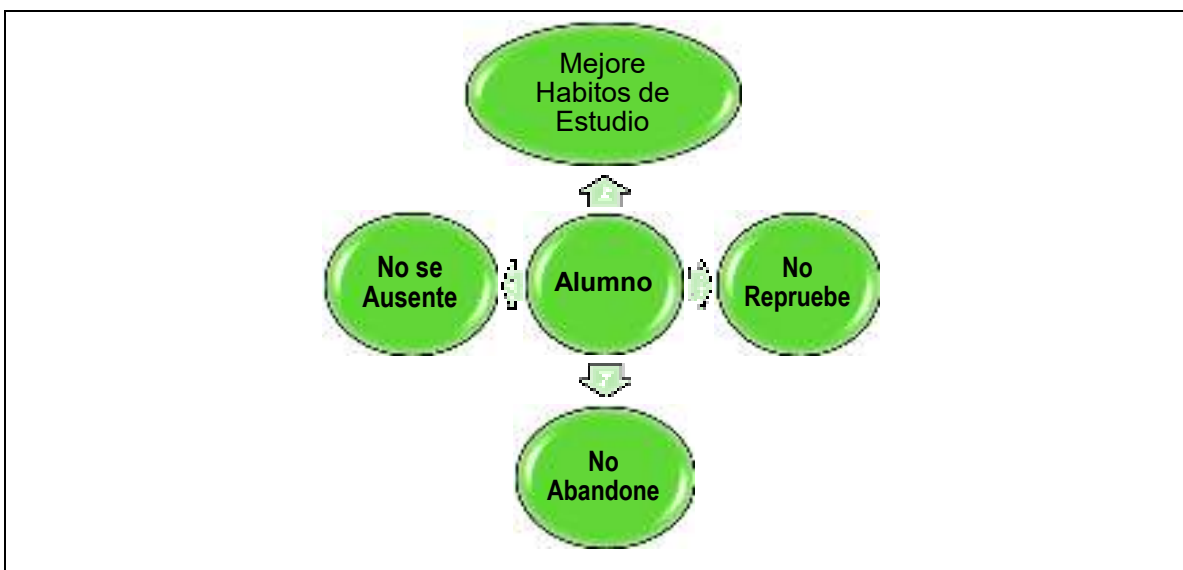 Mejore
Habitos de
Estudio
No se
Ausente
Alumno
No
Repruebe
No
Abandone